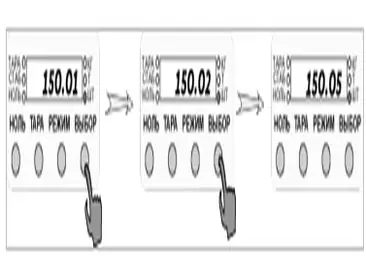 ТАРА
СТАБ
НОЛЬ
150.01
кг
шт
НОЛЬ ТАРА РЕЖИМ ВЫБОР
ТАРА
СТАБ
НОЛЬ
150.02
кг
шт
НОЛЬ ТАРА РЕЖИМ ВЫБОР
ТАРА
СТАБ
НОЛЬ
150.05
кг
шт
НОЛЬ ТАРА РЕЖИМ ВЫБОР